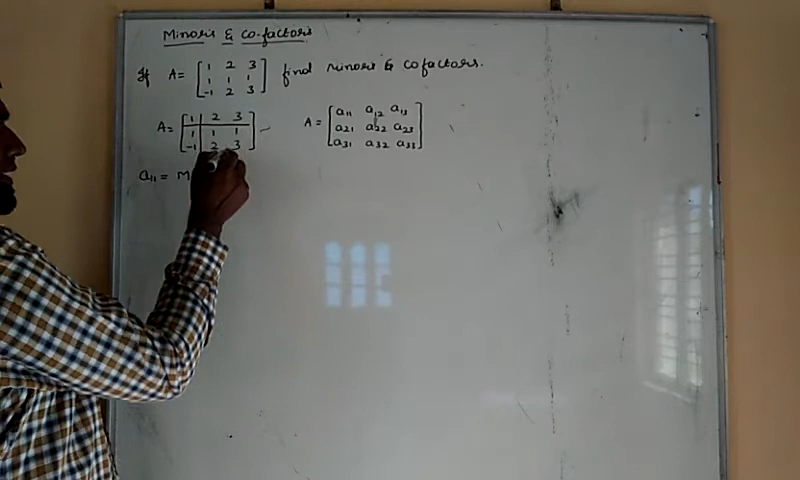 Minors & Co-factors
If A= [1 2 3 find minors & Cofactors.
1 1 1
-1 2 3]
A= [1 2 3
1 1 1
-1 2 3]
A= [a11 a12 a13
a21 a22 a23
a31 a32 a33]
a11 = M